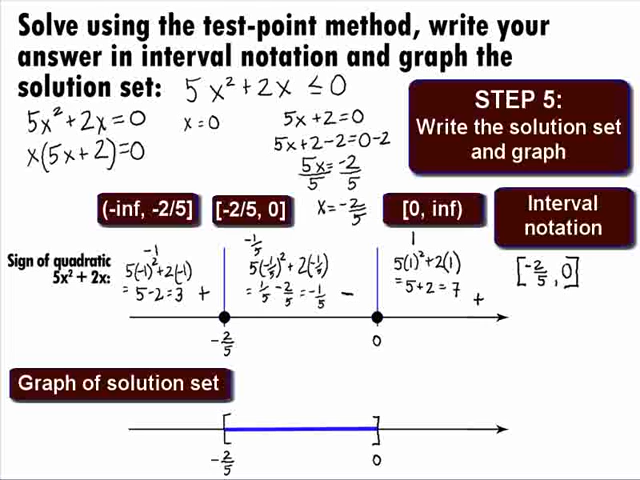 Solve using the test-point method, write your
answer in interval notation and graph the
solution set: 5x² + 2x ≤ 0
STEP 5:
Write the solution set
and graph
5x² + 2x = 0
x(5x + 2) = 0
x = 0
5x + 2 = 0
5x + 2 - 2 = 0 - 2
5x/5 = -2/5
x = -2/5
(-inf, -2/5]
[-2/5, 0]
[0, inf)
Interval
notation
Sign of quadratic
5x² + 2x:
-1
5(-1)² + 2(-1)
= 5 - 2 = 3 +
-1/5
5(-1/5)² + 2(-1/5)
= 1/5 - 2/5 = -1/5 -
1
5(1)² + 2(1)
= 5 + 2 = 7 +
[-2/5, 0]
-2/5 0
Graph of solution set
[ ]
-2/5 0